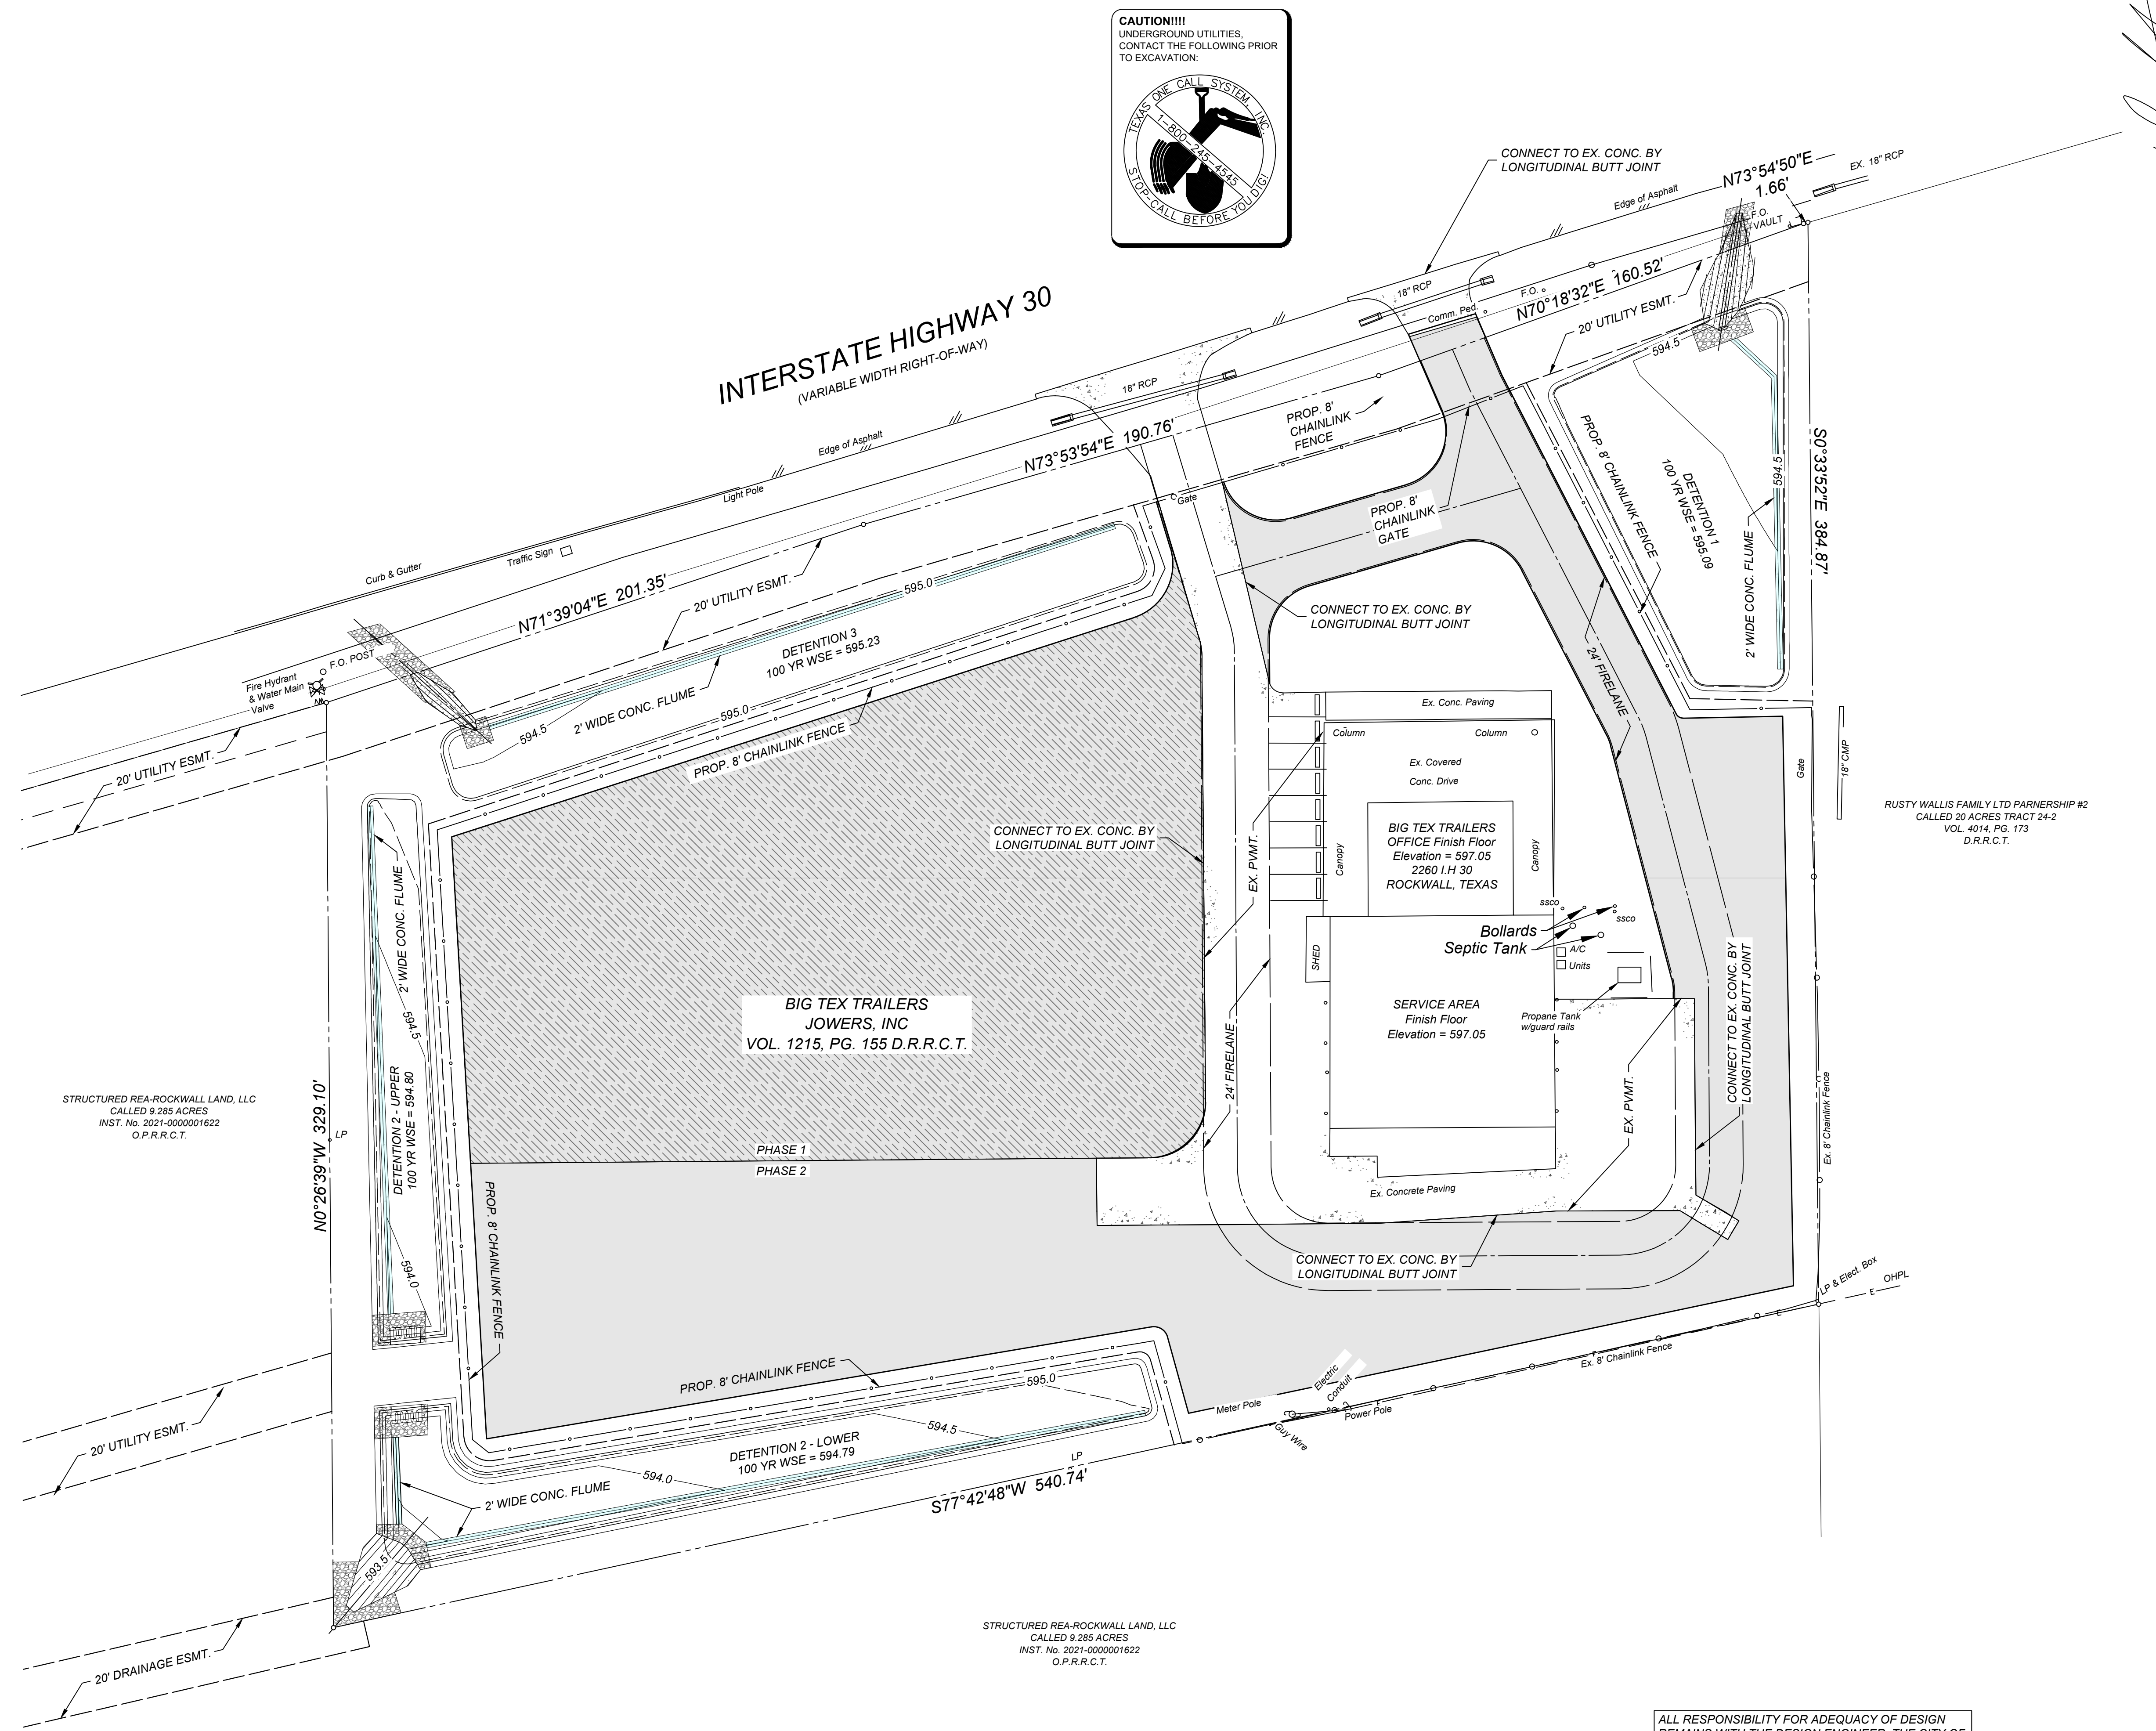 CAUTION!!!!
UNDERGROUND UTILITIES,
CONTACT THE FOLLOWING PRIOR
TO EXCAVATION:
TEXAS ONE CALL SYSTEM, INC.
1-800-245-4545
STOP-CALL BEFORE YOU DIG!
CONNECT TO EX. CONC. BY
LONGITUDINAL BUTT JOINT
N73°54'50"E
1.66'
EX. 18" RCP
Edge of Asphalt
F.O.
VAULT
18" RCP
F.O.
Comm. Ped.
N70°18'32"E 160.52'
20' UTILITY ESMT.
INTERSTATE HIGHWAY 30
(VARIABLE WIDTH RIGHT-OF-WAY)
18" RCP
Edge of Asphalt
Light Pole
N73°53'54"E 190.76'
PROP. 8'
CHAINLINK
FENCE
594.5
594.5
PROP. 8' CHAINLINK FENCE
DETENTION 1
100 YR WSE = 595.09
2' WIDE CONC. FLUME
S0°33'52"E 384.87'
Gate
PROP. 8'
CHAINLINK
GATE
Traffic Sign
Curb & Gutter
N71°39'04"E 201.35'
20' UTILITY ESMT.
595.0
DETENTION 3
100 YR WSE = 595.23
2' WIDE CONC. FLUME
595.0
594.5
F.O. POST
Fire Hydrant
& Water Main
Valve
20' UTILITY ESMT.
PROP. 8' CHAINLINK FENCE
CONNECT TO EX. CONC. BY
LONGITUDINAL BUTT JOINT
24' FIRELANE
Ex. Conc. Paving
Column
Column
Ex. Covered
Conc. Drive
Gate
18" CMP
RUSTY WALLIS FAMILY LTD PARNERSHIP #2
CALLED 20 ACRES TRACT 24-2
VOL. 4014, PG. 173
D.R.R.C.T.
CONNECT TO EX. CONC. BY
LONGITUDINAL BUTT JOINT
EX. PVMT.
Canopy
BIG TEX TRAILERS
OFFICE Finish Floor
Elevation = 597.05
2260 I.H 30
ROCKWALL, TEXAS
Canopy
ssco
ssco
Bollards
Septic Tank
A/C
Units
SHED
SERVICE AREA
Finish Floor
Elevation = 597.05
Propane Tank
w/guard rails
CONNECT TO EX. CONC. BY
LONGITUDINAL BUTT JOINT
2' WIDE CONC. FLUME
594.5
DETENTION 2 - UPPER
100 YR WSE = 594.80
594.0
BIG TEX TRAILERS
JOWERS, INC
VOL. 1215, PG. 155 D.R.R.C.T.
24' FIRELANE
EX. PVMT.
Ex. 8' Chainlink Fence
STRUCTURED REA-ROCKWALL LAND, LLC
CALLED 9.285 ACRES
INST. No. 2021-0000001622
O.P.R.R.C.T.
N0°26'39"W 329.10'
LP
PHASE 1
PHASE 2
PROP. 8' CHAINLINK FENCE
Ex. Concrete Paving
CONNECT TO EX. CONC. BY
LONGITUDINAL BUTT JOINT
LP & Elect. Box
OHPL
E
E
Ex. 8' Chainlink Fence
Electric
Conduit
Meter Pole
Power Pole
Guy Wire
PROP. 8' CHAINLINK FENCE
595.0
594.5
DETENTION 2 - LOWER
100 YR WSE = 594.79
594.0
2' WIDE CONC. FLUME
LP
S77°42'48"W 540.74'
20' UTILITY ESMT.
593.5
20' DRAINAGE ESMT.
STRUCTURED REA-ROCKWALL LAND, LLC
CALLED 9.285 ACRES
INST. No. 2021-0000001622
O.P.R.R.C.T.
ALL RESPONSIBILITY FOR ADEQUACY OF DESIGN
REMAINS WITH THE DESIGN ENGINEER. THE CITY OF